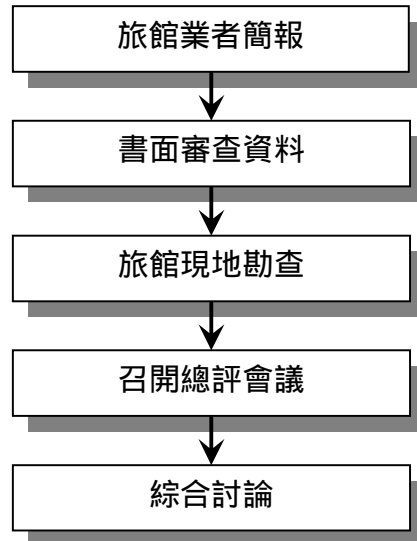 旅館業者簡報
書面審查資料
旅館現地勘查
召開總評會議
綜合討論